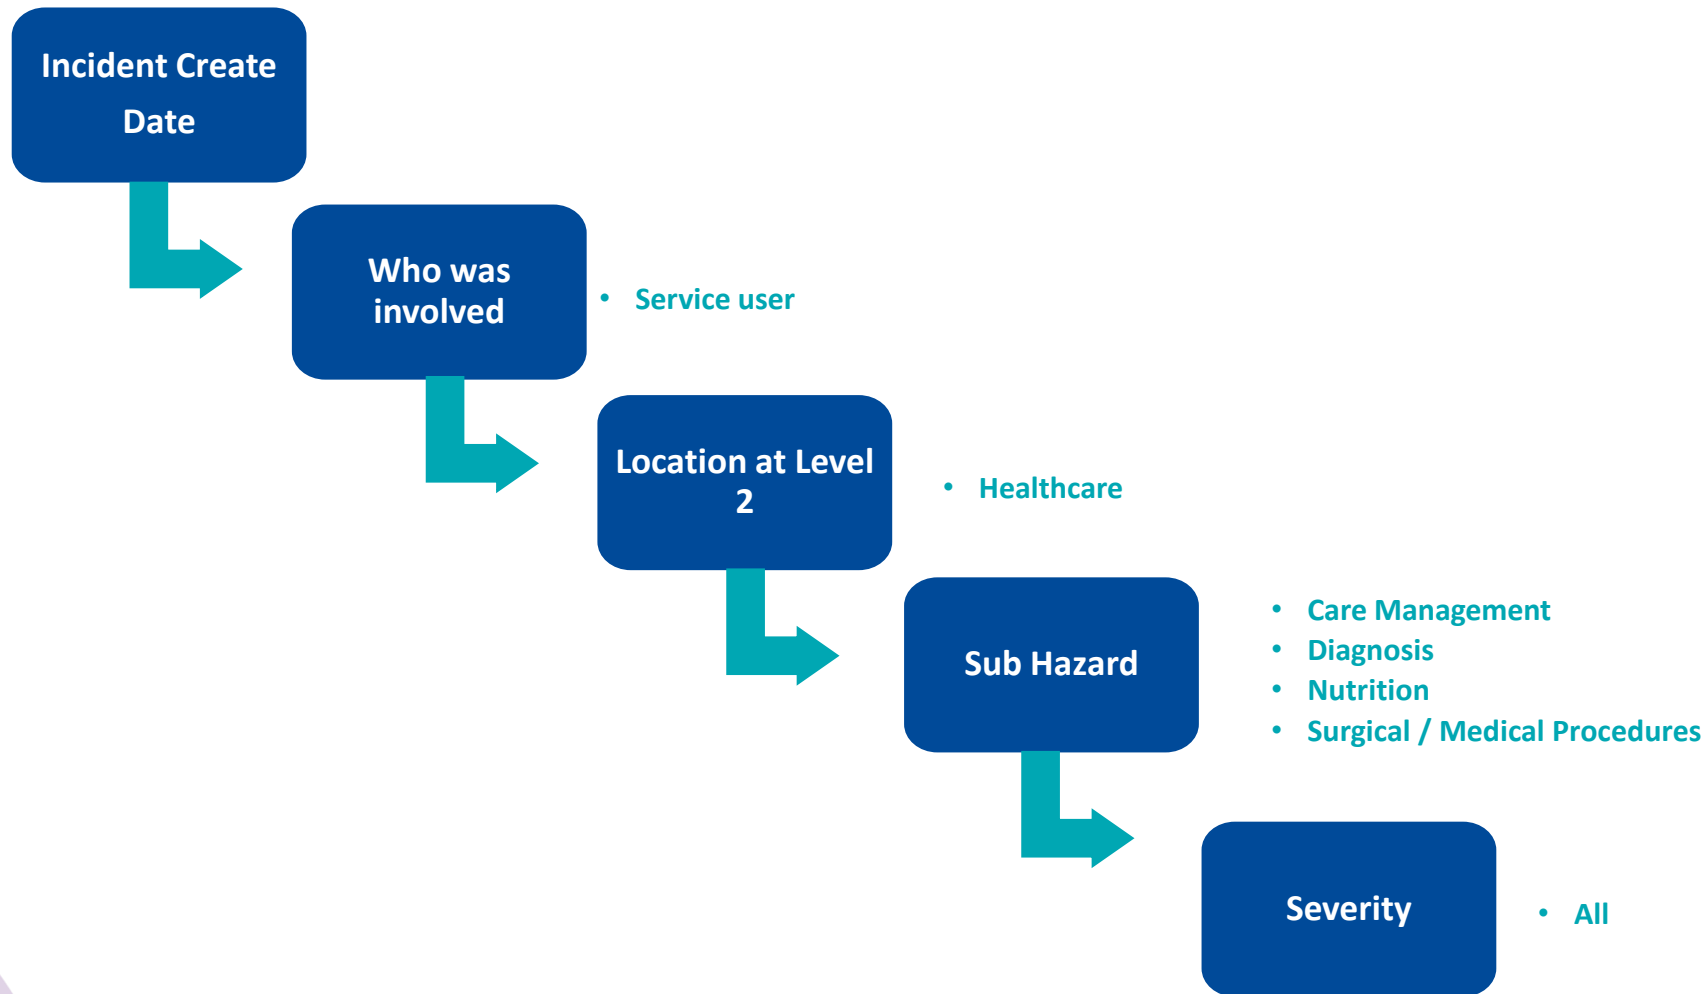 Incident Create
Date
Who was
involved
• Service user
Location at Level
2
• Healthcare
Sub Hazard
• Care Management
• Diagnosis
• Nutrition
• Surgical / Medical Procedures
Severity
• All